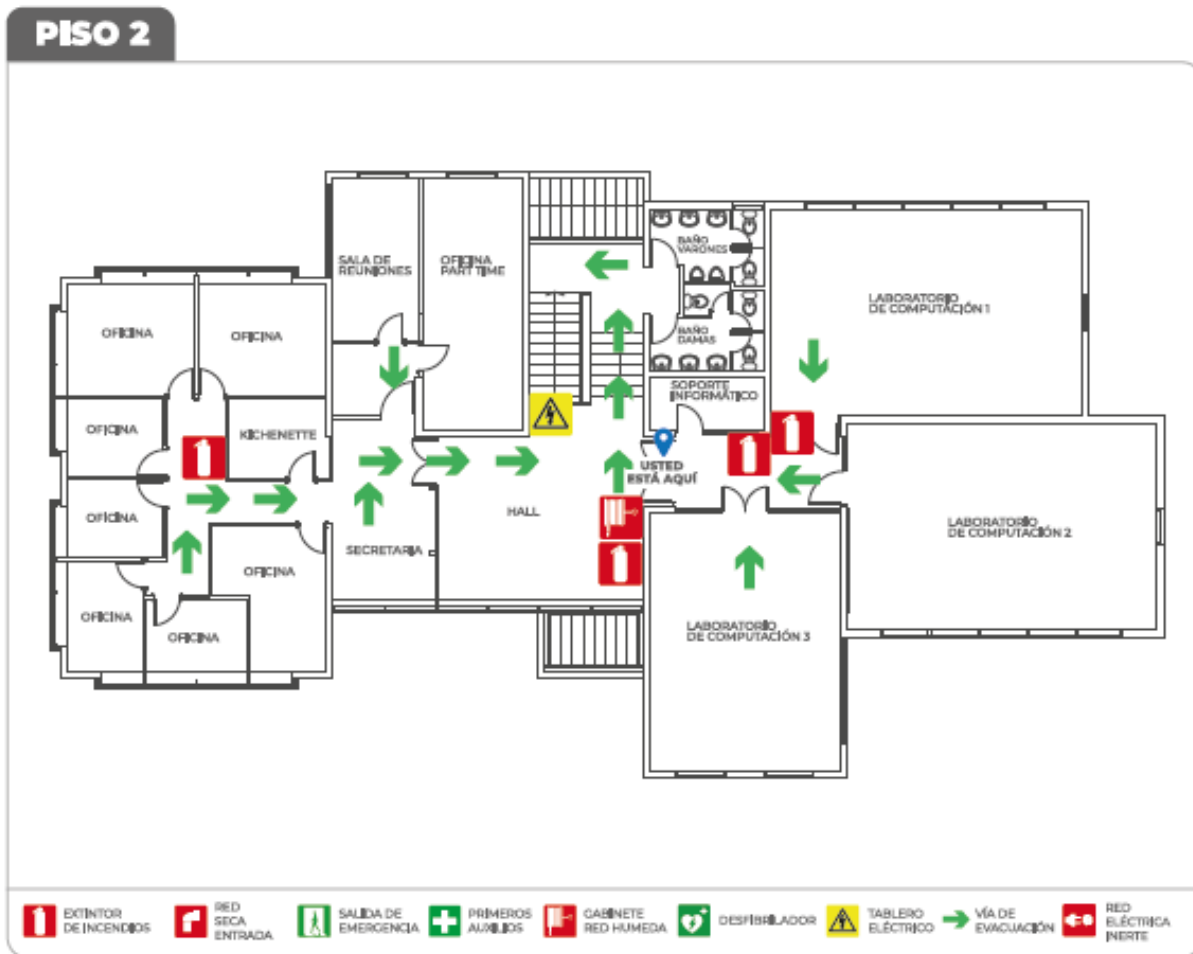 PISO 2
SALA DE
REUNIONES
OFICINA
PART TIME
BAÑO
VARONES
BAÑO
DAMAS
SOPORTE
INFORMÁTICO
LABORATORIO
DE COMPUTACIÓN 1
OFICINA
OFICINA
OFICINA
KICHENETTE
OFICINA
OFICINA
OFICINA
OFICINA
SECRETARIA
HALL
USTED
ESTÁ AQUÍ
LABORATORIO
DE COMPUTACIÓN 2
LABORATORIO
DE COMPUTACIÓN 3
EXTINTOR
DE INCENDIOS
RED
SECA
ENTRADA
SALIDA DE
EMERGENCIA
PRIMEROS
AUXILIOS
GABINETE
RED HUMEDA
DESFIBRILADOR
TABLERO
ELÉCTRICO
VÍA DE
EVACUACIÓN
RED
ELÉCTRICA
INERTE